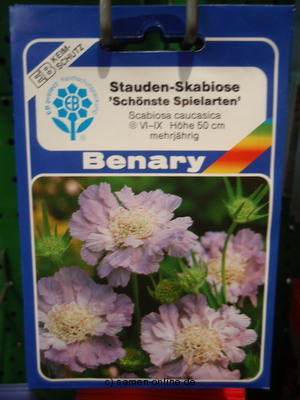 KEIM-
SCHUTZ
EB
Stauden-Skabiose
'Schönste Spielarten'
Scabiosa caucasica
VI–IX Höhe 50 cm
mehrjährig
EB
Benary
© samen-online.de